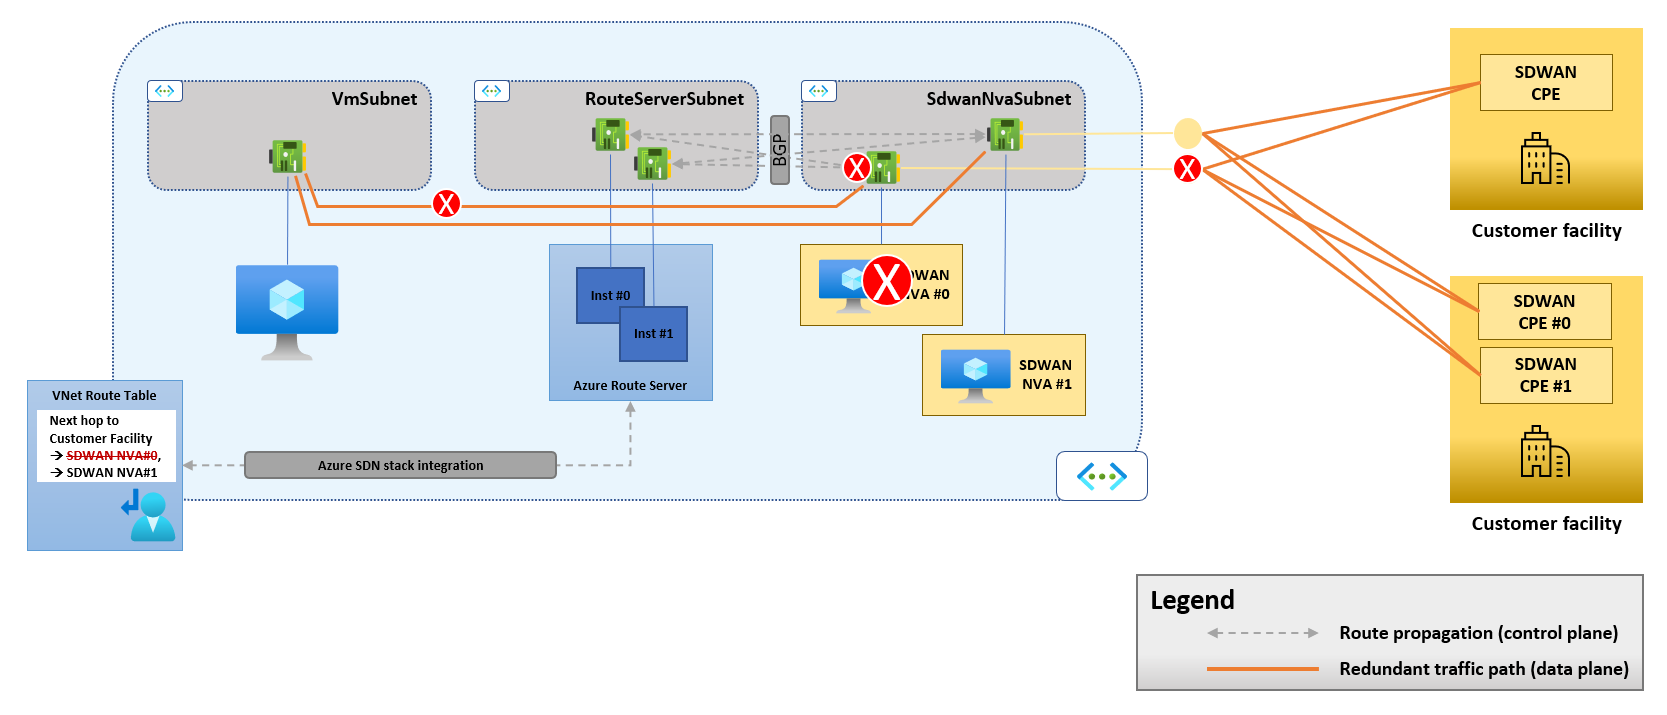 VmSubnet
RouteServerSubnet
SdwanNvaSubnet
BGP
X
X
X
X
SDWAN
CPE
Customer facility
Inst #0
Inst #1
Azure Route Server
NVA #0
SDWAN
NVA #1
SDWAN
CPE #0
SDWAN
CPE #1
Customer facility
VNet Route Table
Next hop to
Customer Facility
→ SDWAN NVA#0,
→ SDWAN NVA#1
Azure SDN stack integration
Legend
Route propagation (control plane)
Redundant traffic path (data plane)